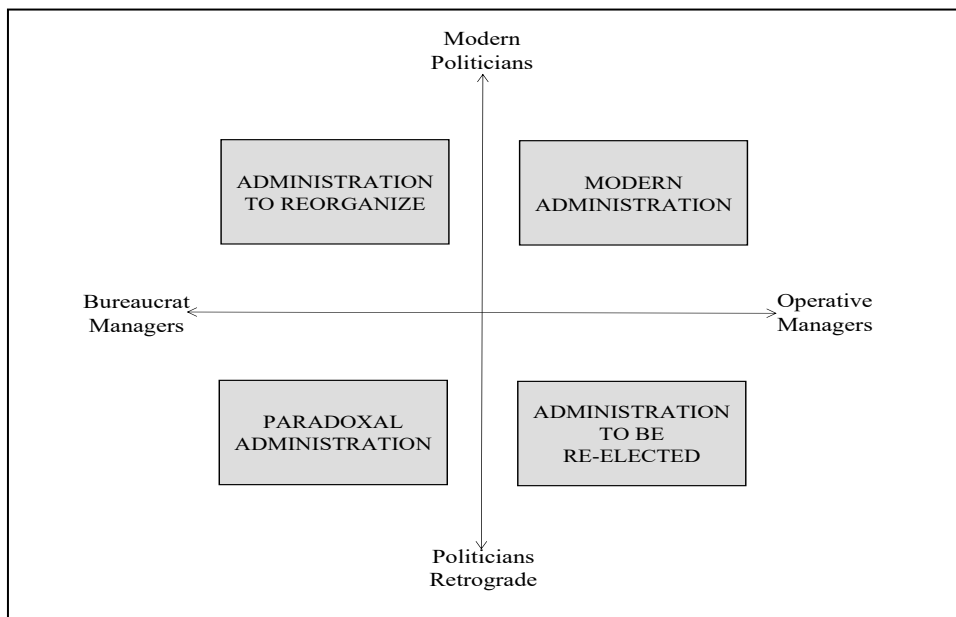 Modern
Politicians
ADMINISTRATION
TO REORGANIZE
MODERN
ADMINISTRATION
Bureaucrat
Managers
Operative
Managers
PARADOXAL
ADMINISTRATION
ADMINISTRATION
TO BE
RE-ELECTED
Politicians
Retrograde